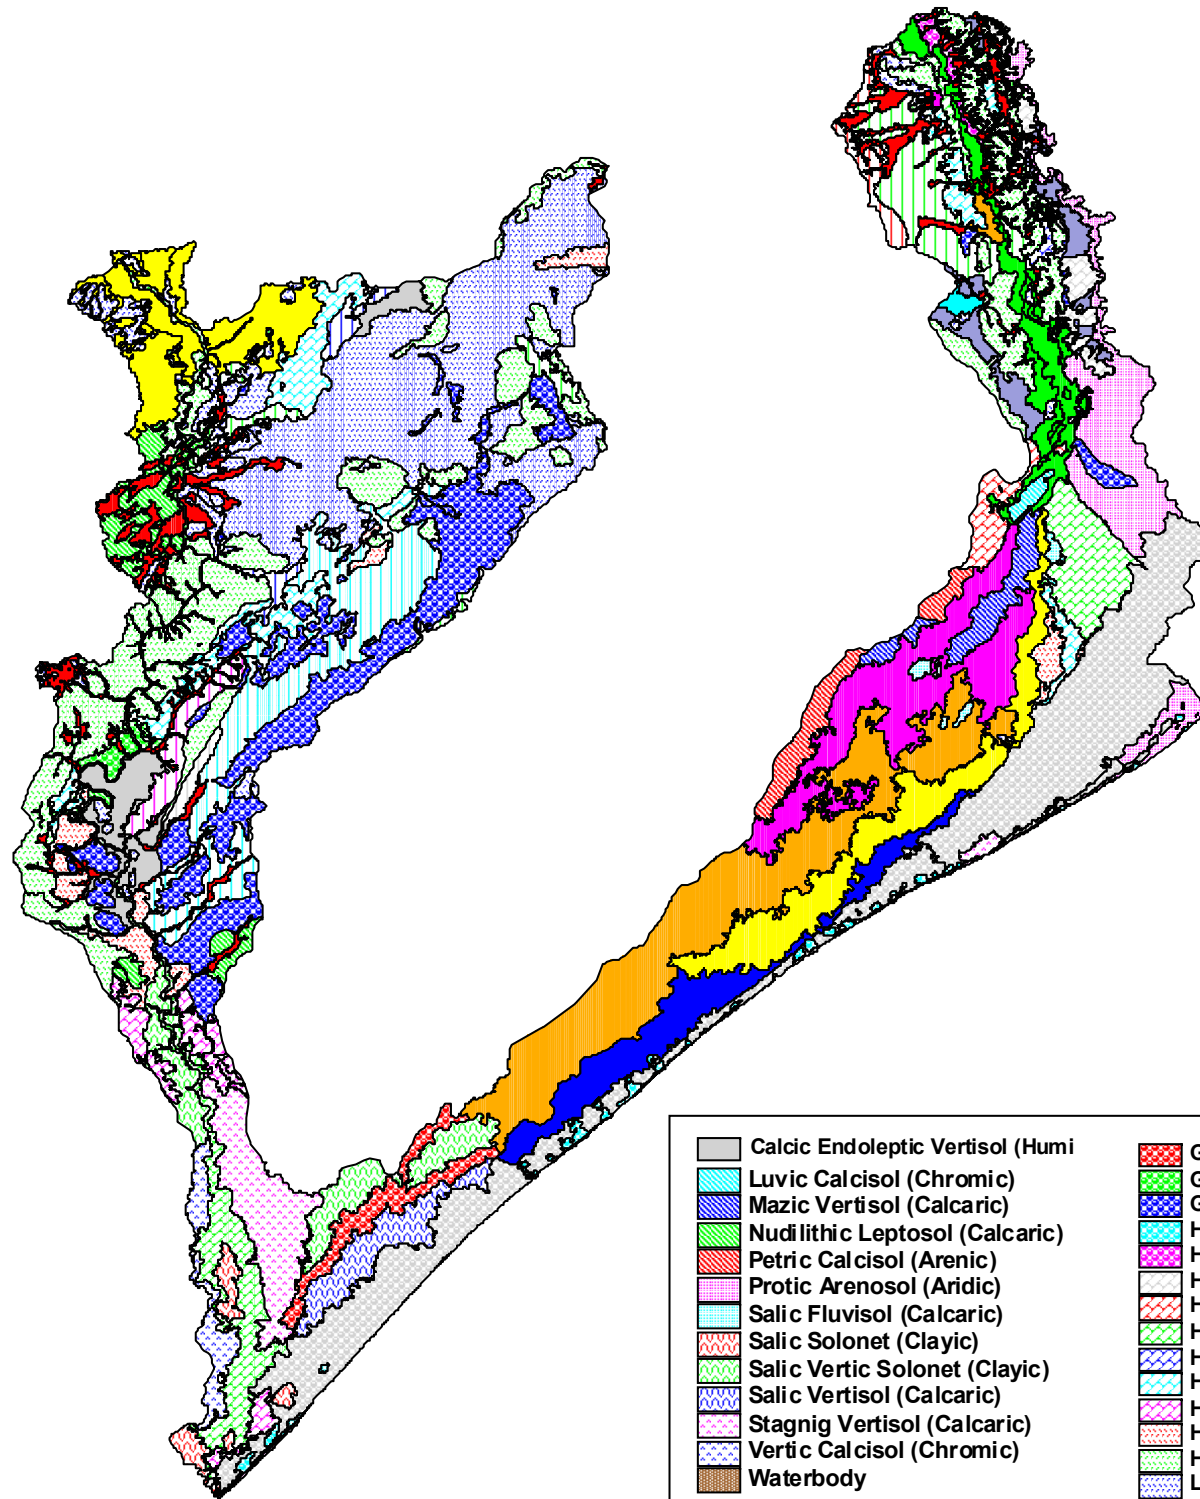 Calcic Endoleptic Vertisol (Humi
Luvic Calcisol (Chromic)
Mazic Vertisol (Calcaric)
Nudilithic Leptosol (Calcaric)
Petric Calcisol (Arenic)
Protic Arenosol (Aridic)
Salic Fluvisol (Calcaric)
Salic Solonet (Clayic)
Salic Vertic Solonet (Clayic)
Salic Vertisol (Calcaric)
Stagnig Vertisol (Calcaric)
Vertic Calcisol (Chromic)
Waterbody
G
G
G
H
H
H
H
H
H
H
H
H
H
L